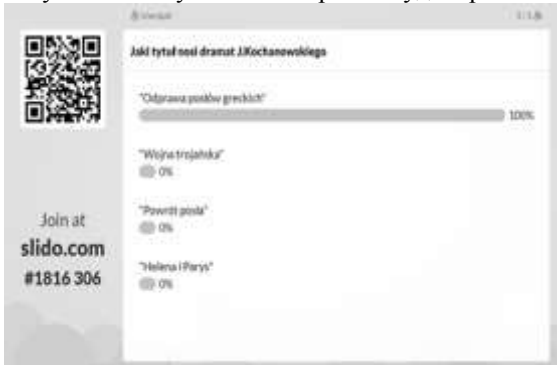 Jaki tytuł nosi dramat J.Kochanowskiego
"Odprawa posłów greckich"
100%
"Wojna trojańska"
0%
"Powrót posła"
0%
"Helena i Parys"
0%
Join at
slido.com
#1816 306